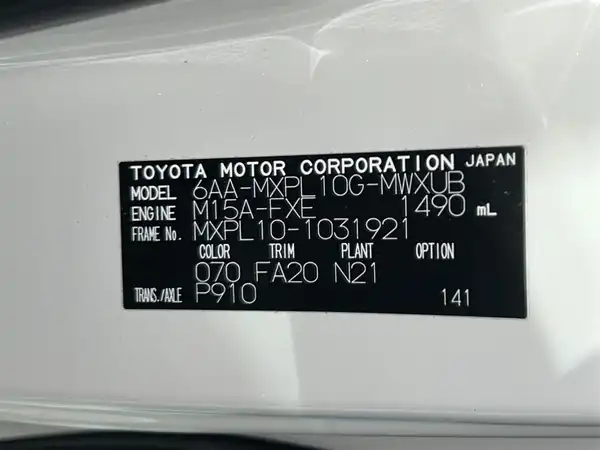 TOYOTA MOTOR CORPORATION JAPAN
MODEL 6AA-MXPL10G-MWXUB
ENGINE M15A-FXE 1490 mL
FRAME No. MXPL10-1031921
COLOR TRIM PLANT OPTION
070 FA20 N21
TRANS./AXLE P910 141